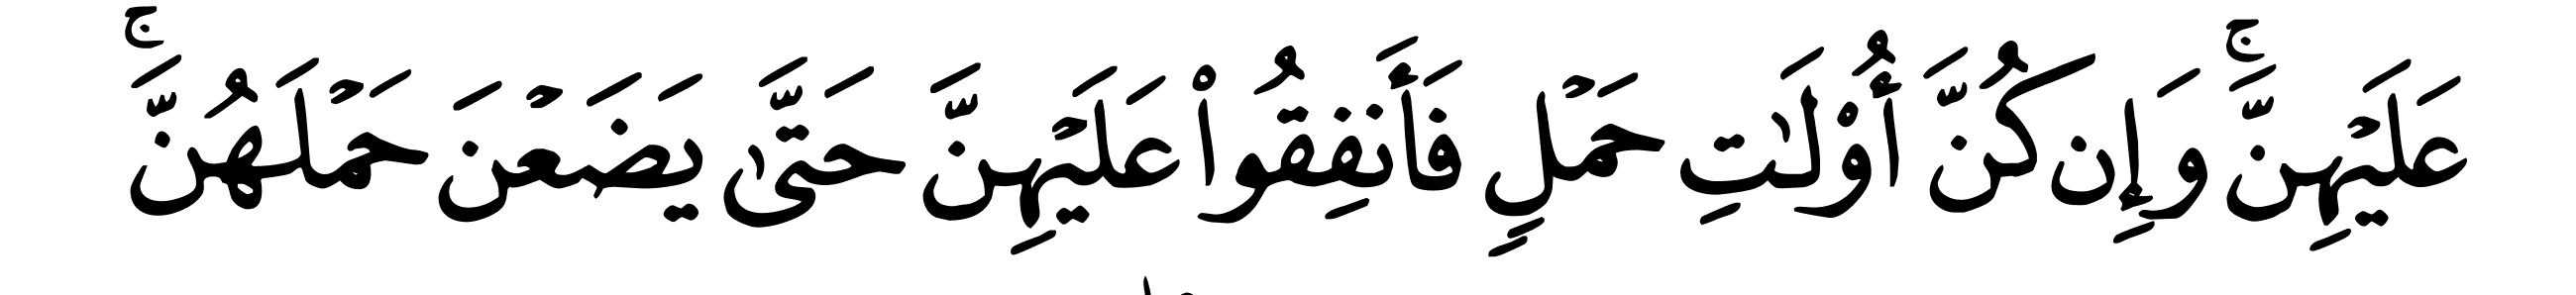 عَلَيۡهِنَّۚ وَإِن كُنَّ أُوْلَٰتِ حَمۡلٍ فَأَنفِقُواْ عَلَيۡهِنَّ حَتَّىٰ يَضَعۡنَ حَمۡلَهُنَّۚ